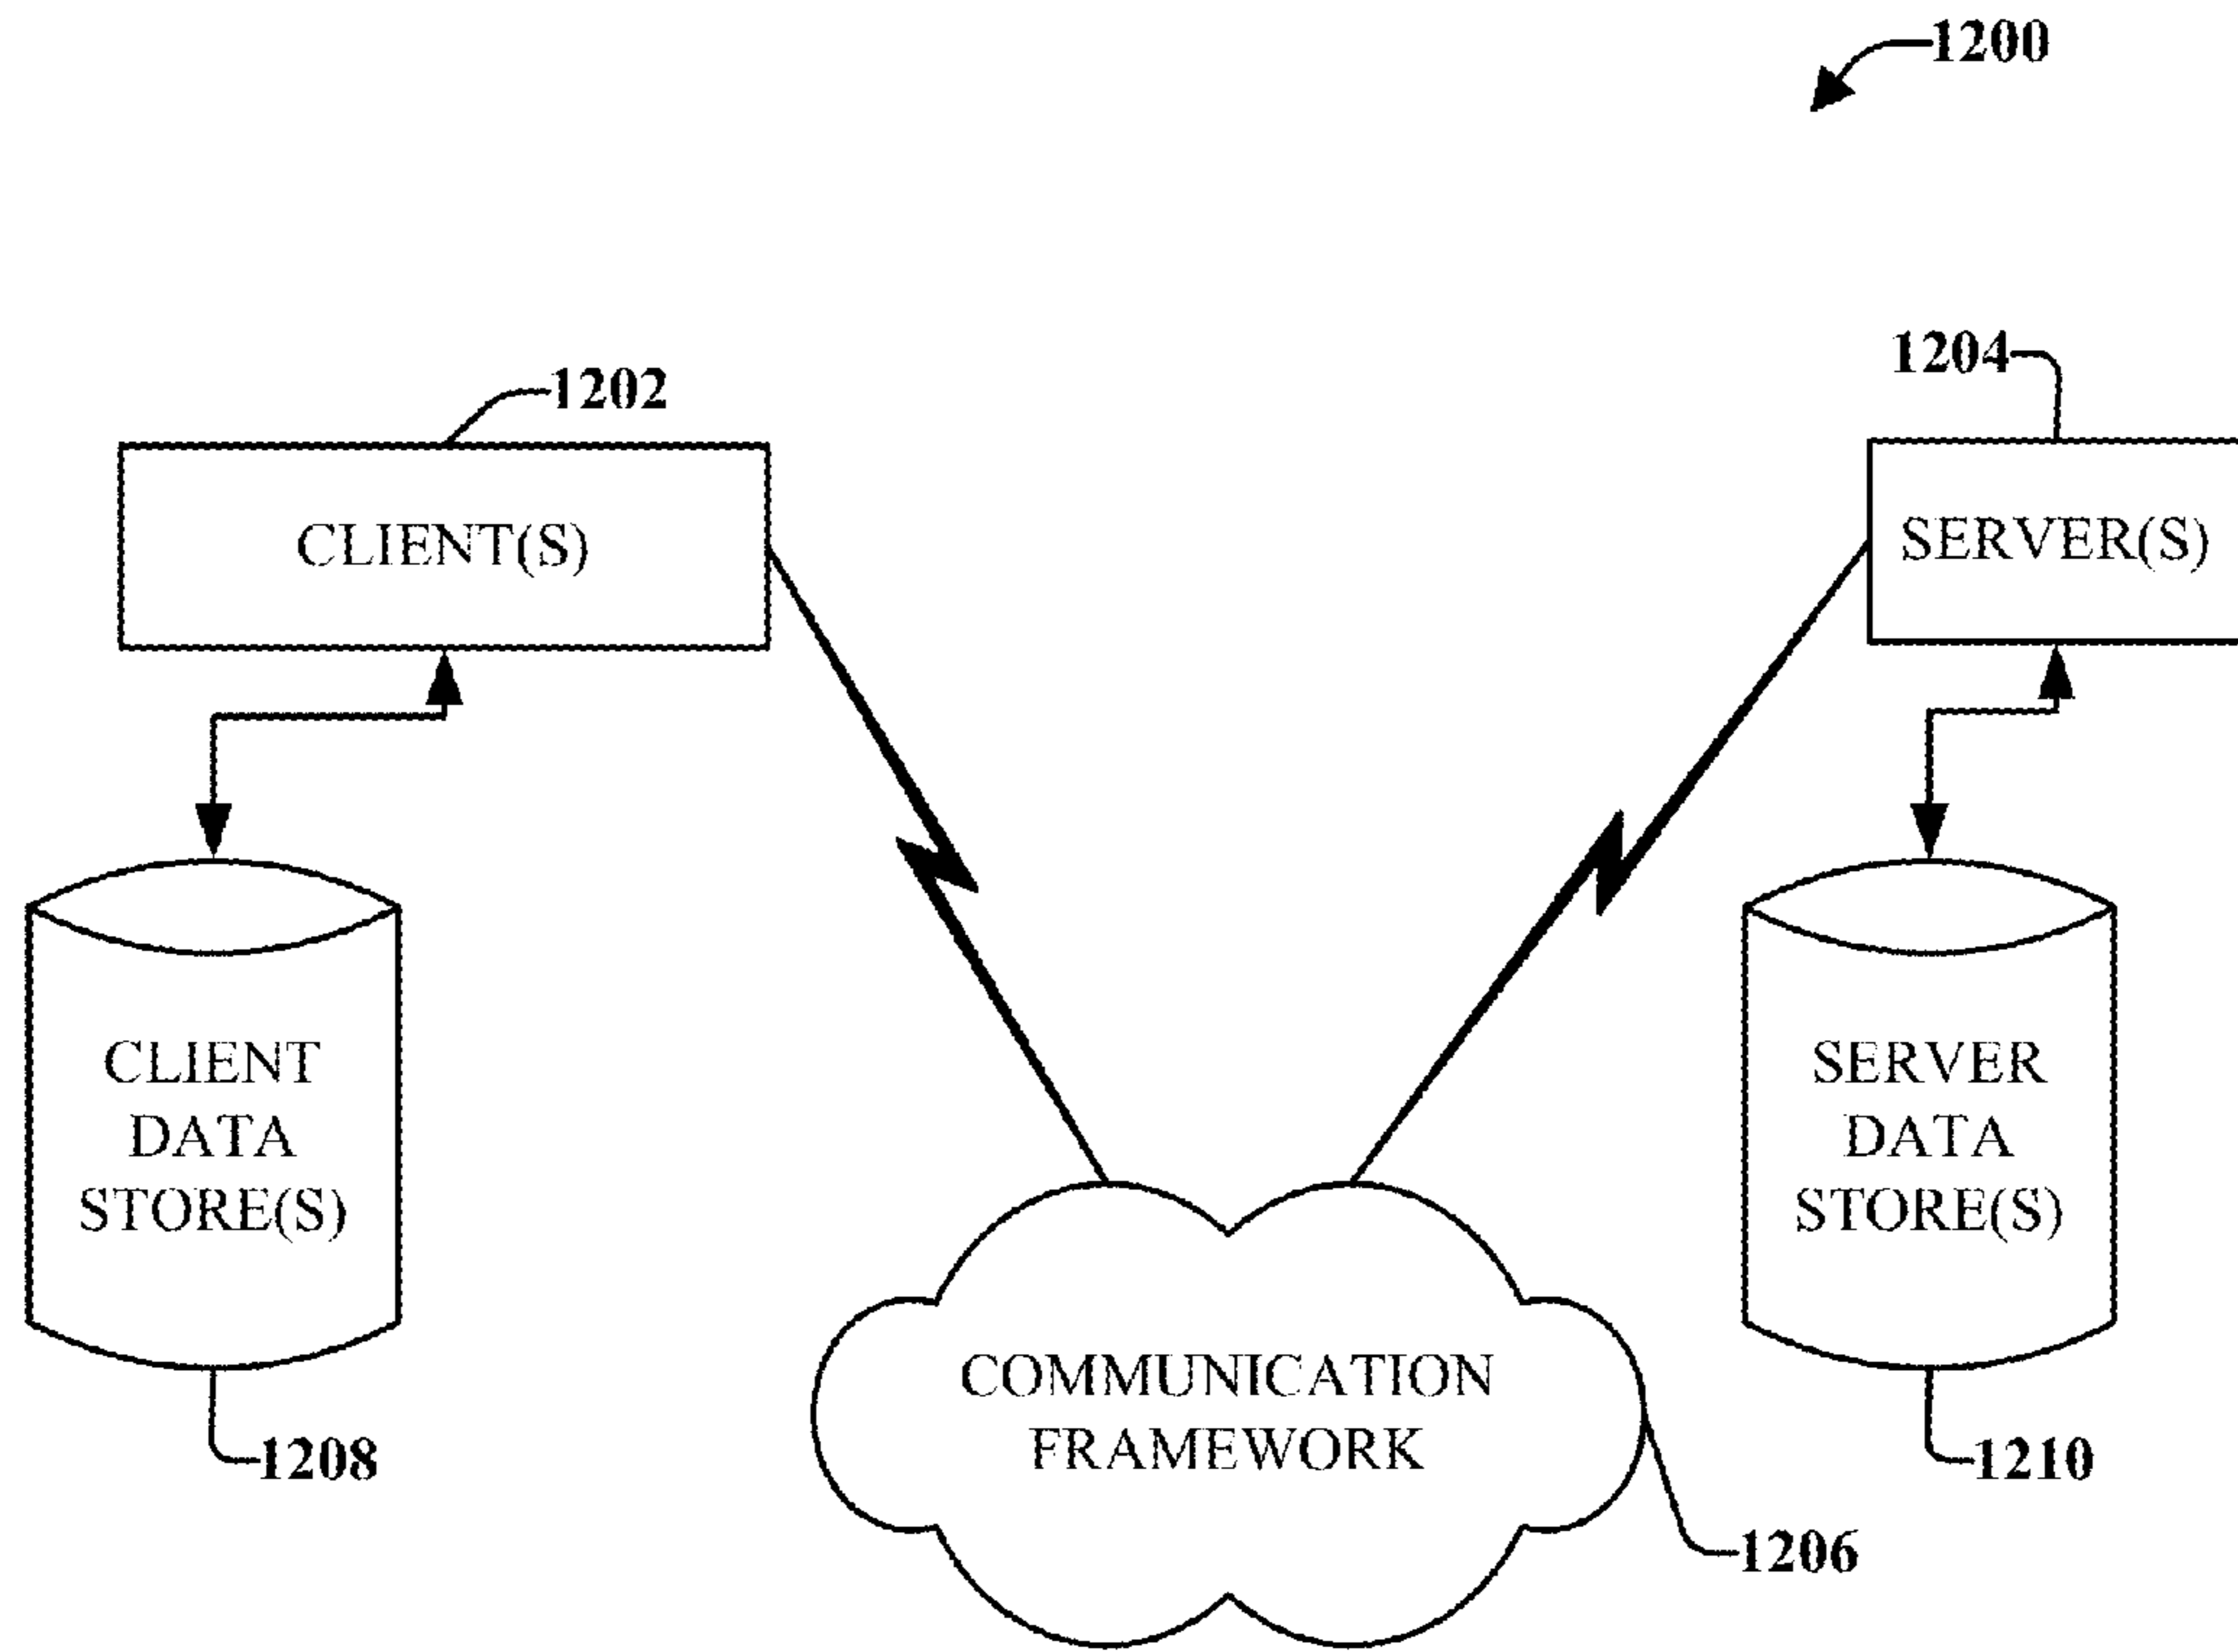 1200
1202
1204
CLIENT(S)
SERVER(S)
CLIENT
DATA
STORE(S)
SERVER
DATA
STORE(S)
COMMUNICATION
FRAMEWORK
1208
1210
1206